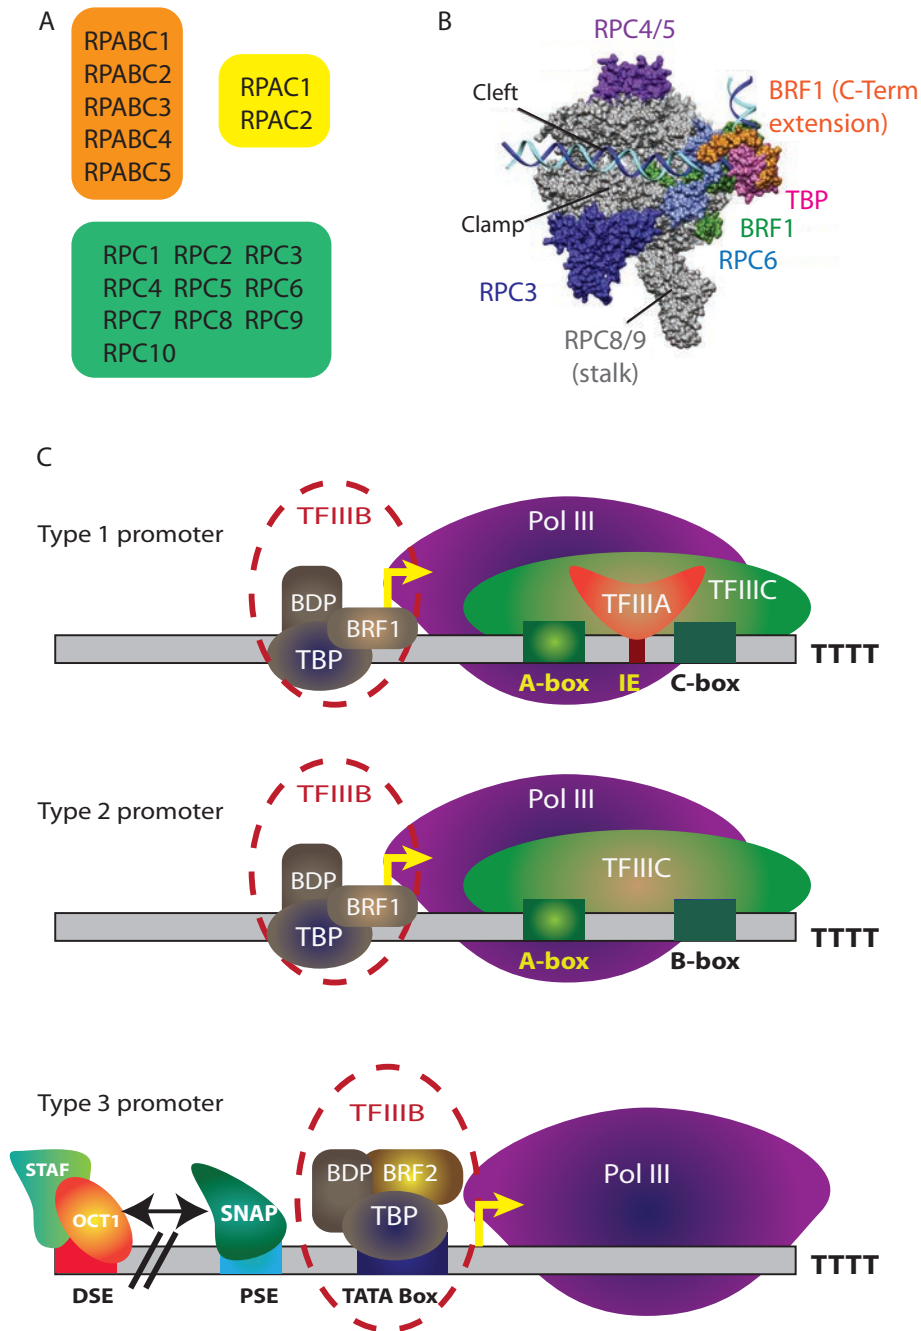 A
RPABC1
RPABC2
RPABC3
RPABC4
RPABC5
RPAC1
RPAC2
RPC1 RPC2 RPC3
RPC4 RPC5 RPC6
RPC7 RPC8 RPC9
RPC10
B
RPC4/5
Cleft
BRF1 (C-Term
extension)
TBP
Clamp
BRF1
RPC6
RPC3
RPC8/9
(stalk)
C
Type 1 promoter
TFIIIB
Pol III
BDP
BRF1
TBP
TFIIIA
TFIIIC
TTTT
A-box
IE
C-box
Type 2 promoter
TFIIIB
Pol III
BDP
BRF1
TBP
TFIIIC
TTTT
A-box
B-box
Type 3 promoter
TFIIIB
STAF
OCT1
SNAP
BDP
BRF2
TBP
Pol III
TTTT
DSE
PSE
TATA Box